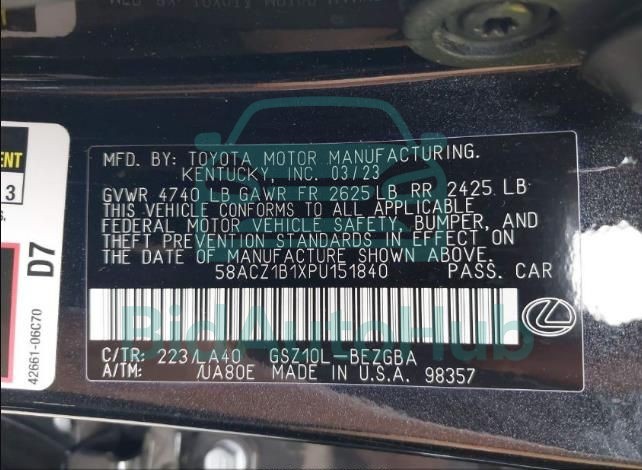 MFD. BY: TOYOTA MOTOR MANUFACTURING.
KENTUCKY, INC. 03/23
GVWR 4740 LB GAWR FR 2625 LB RR 2425 LB
THIS VEHICLE CONFORMS TO ALL APPLICABLE
FEDERAL MOTOR VEHICLE SAFETY, BUMPER, AND
THEFT PREVENTION STANDARDS IN EFFECT ON
THE DATE OF MANUFACTURE SHOWN ABOVE.
58ACZ1B1XPU151840 PASS. CAR
C/TR: 223/LA40 GSZ10L-BEZGBA
A/TM: /UA80E MADE IN U.S.A. 98357
D7
42661-06C70
3
BidAutoHub